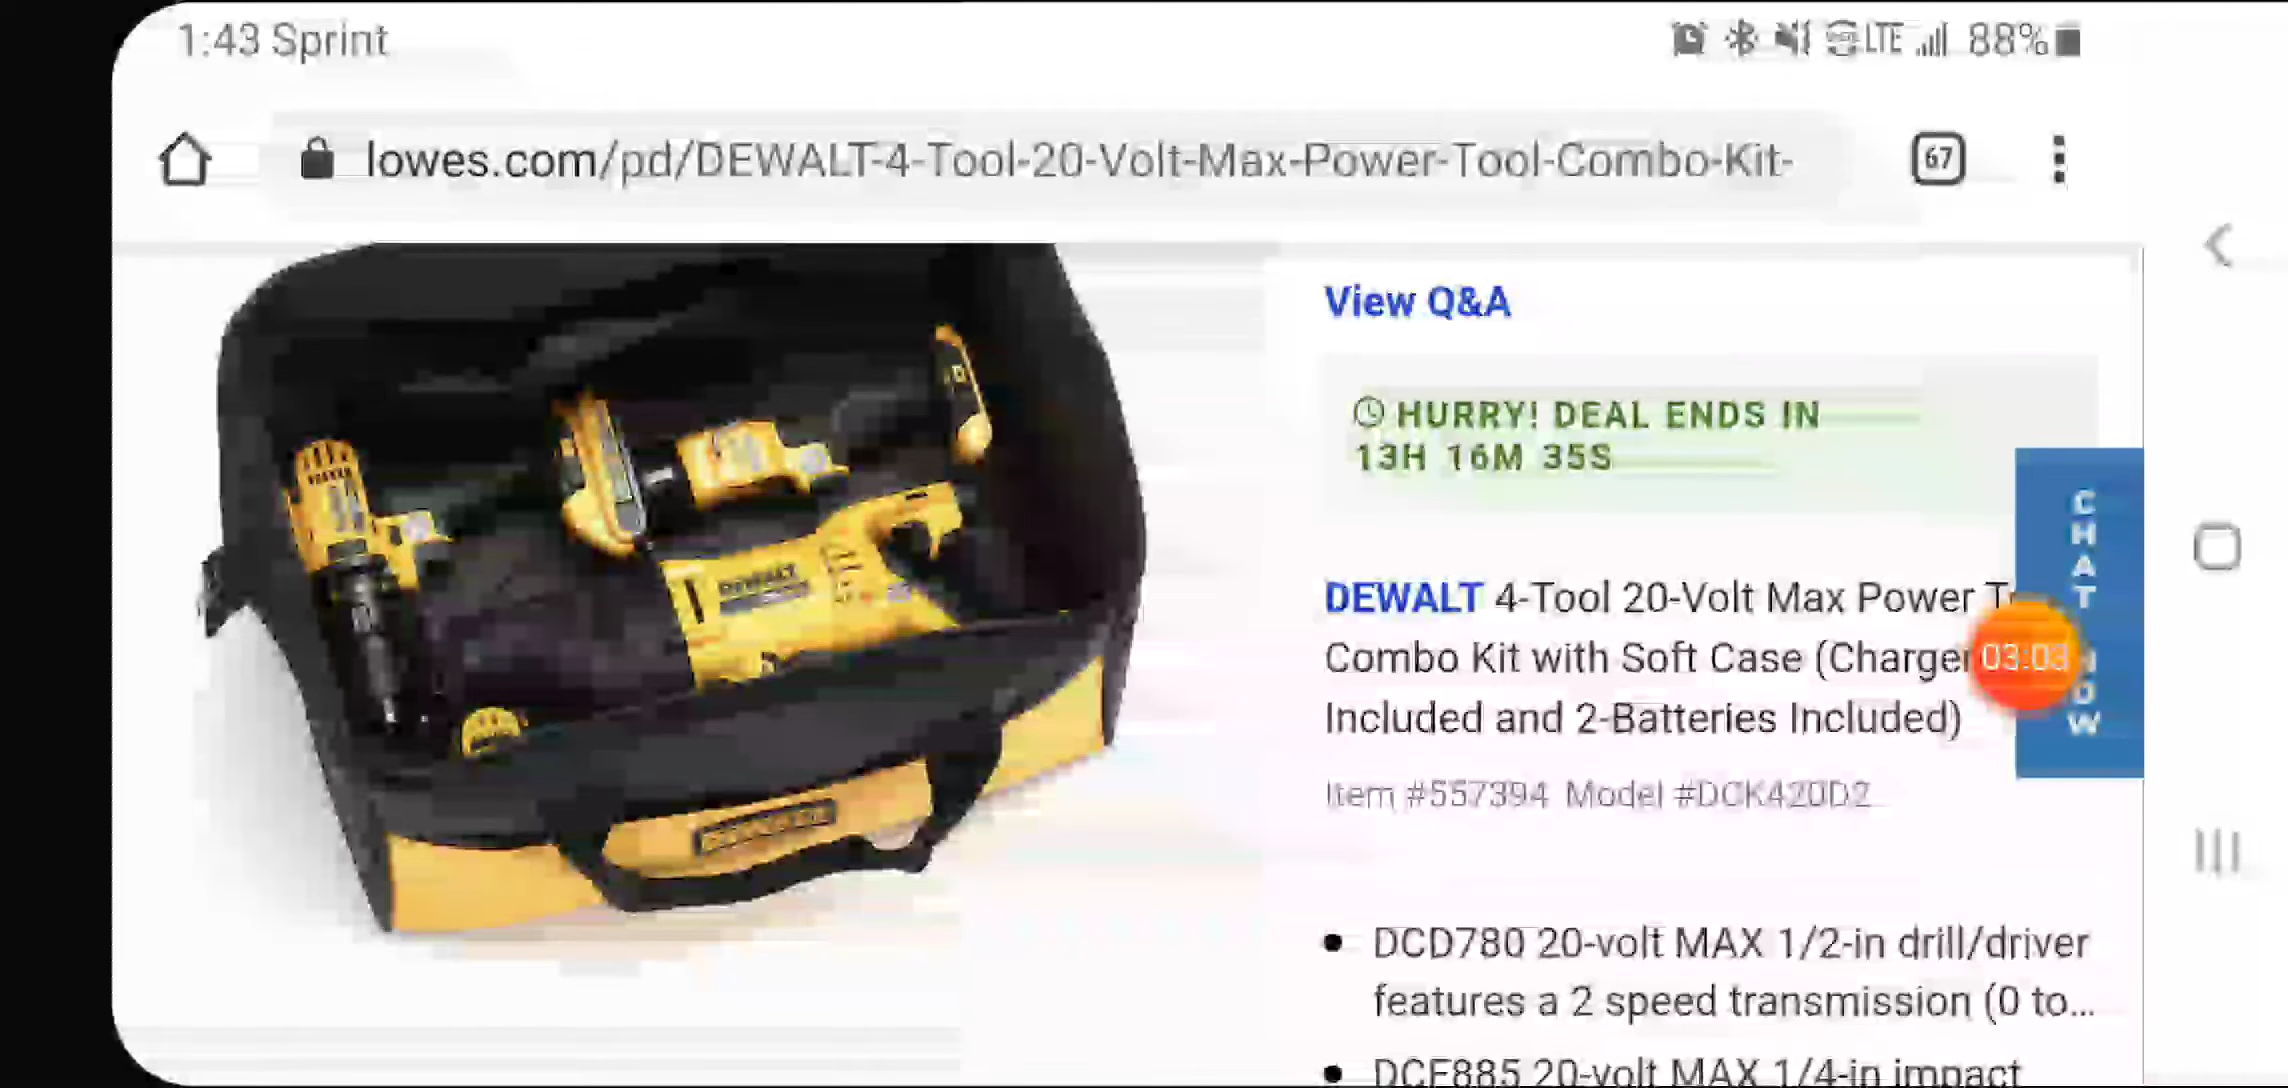 1:43 Sprint
LTE 88%
lowes.com/pd/DEWALT-4-Tool-20-Volt-Max-Power-Tool-Combo-Kit-
67
View Q&A
HURRY! DEAL ENDS IN
13H 16M 35S
CHAT NOW
DEWALT 4-Tool 20-Volt Max Power T
Combo Kit with Soft Case (Charger
03:03
Included and 2-Batteries Included)
Item #557394 Model #DCK420D2
DEWALT
• DCD780 20-volt MAX 1/2-in drill/driver
features a 2 speed transmission (0 to...
• DCF885 20-volt MAX 1/4-in impact